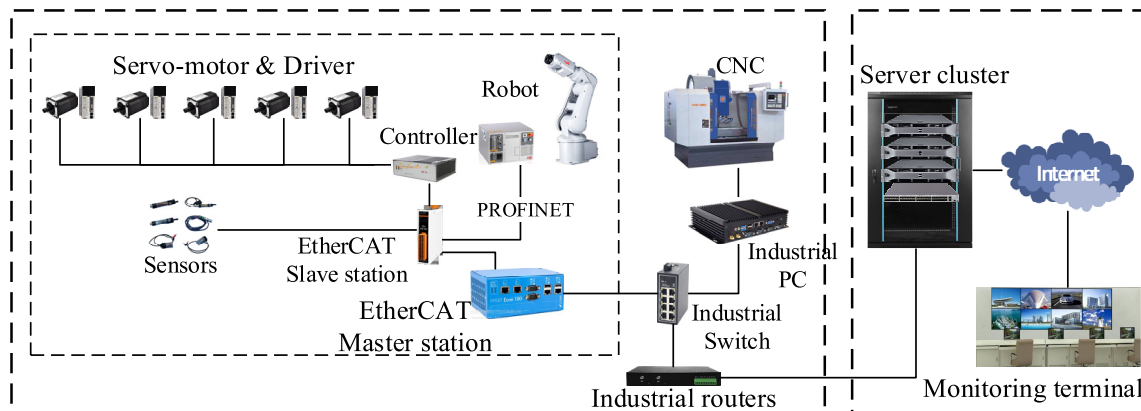 Servo-motor & Driver
Robot
CNC
Server cluster
Controller
Internet
PROFINET
EtherCAT
Slave station
Sensors
Industrial
PC
EtherCAT
Master station
Industrial
Switch
Industrial routers
Monitoring terminal